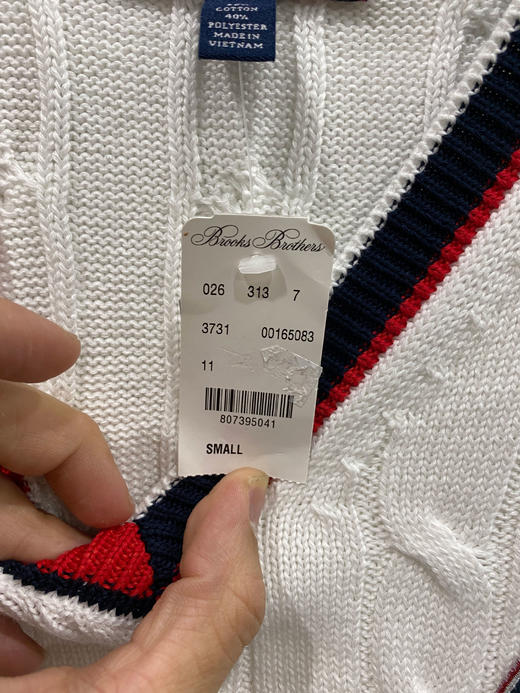 COTTON
40%
POLYESTER
MADE IN
VIETNAM
Brooks Brothers
026 313 7
3731 00165083
11
807395041
SMALL